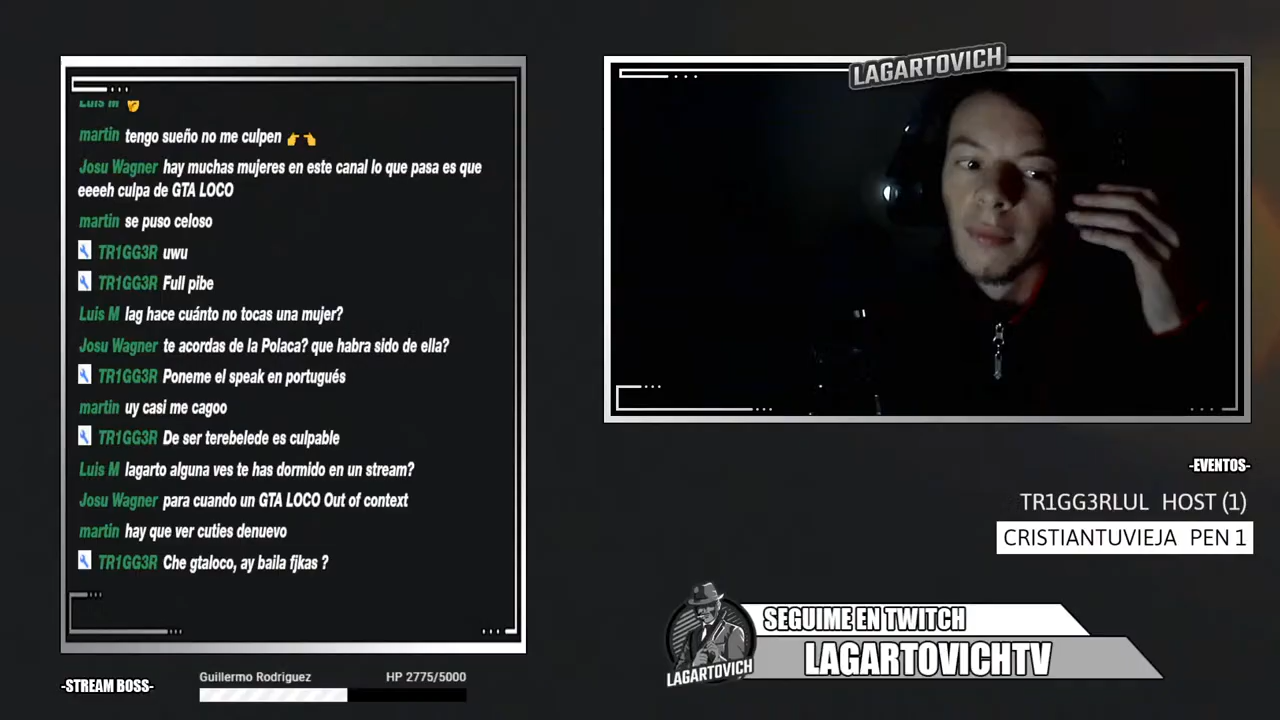 Luis M
martin tengo sueño no me culpen 👉👈
Josu Wagner hay muchas mujeres en este canal lo que pasa es que
eeeeh culpa de GTA LOCO
martin se puso celoso
TR1GG3R uwu
TR1GG3R Full pibe
Luis M lag hace cuánto no tocas una mujer?
Josu Wagner te acordas de la Polaca? que habra sido de ella?
TR1GG3R Poneme el speak en portugués
martin uy casi me cagoo
TR1GG3R De ser terebelede es culpable
Luis M lagarto alguna ves te has dormido en un stream?
Josu Wagner para cuando un GTA LOCO Out of context
martin hay que ver cuties denuevo
TR1GG3R Che gtaloco, ay baila fjkas ?
-STREAM BOSS-
Guillermo Rodriguez HP 2775/5000
LAGARTOVICH
-EVENTOS-
TR1GG3RLUL HOST (1)
CRISTIANTUVIEJA PEN 1
SEGUIME EN TWITCH
LAGARTOVICHTV
LAGARTOVICH